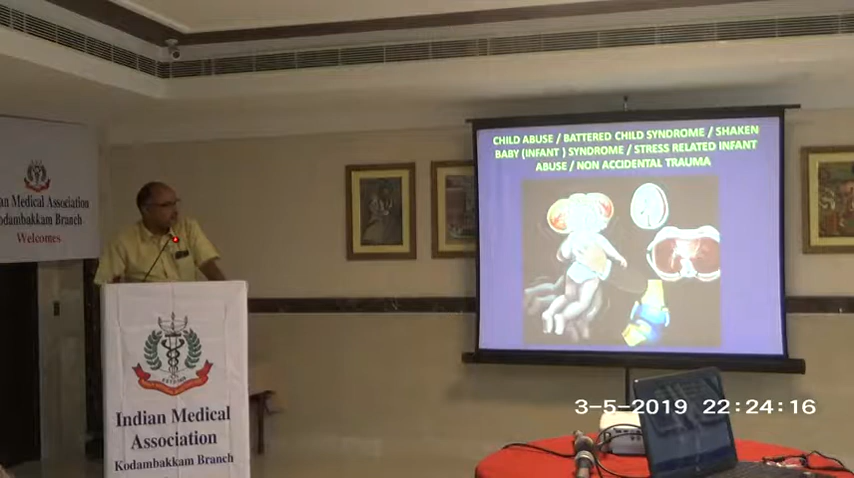 CHILD ABUSE / BATTERED CHILD SYNDROME / SHAKEN
BABY (INFANT ) SYNDROME / STRESS RELATED INFANT
ABUSE / NON ACCIDENTAL TRAUMA
an Medical Association
Kodambakkam Branch
Welcomes
Indian Medical
Association
Kodambakkam Branch
3-5-2019 22:24:16